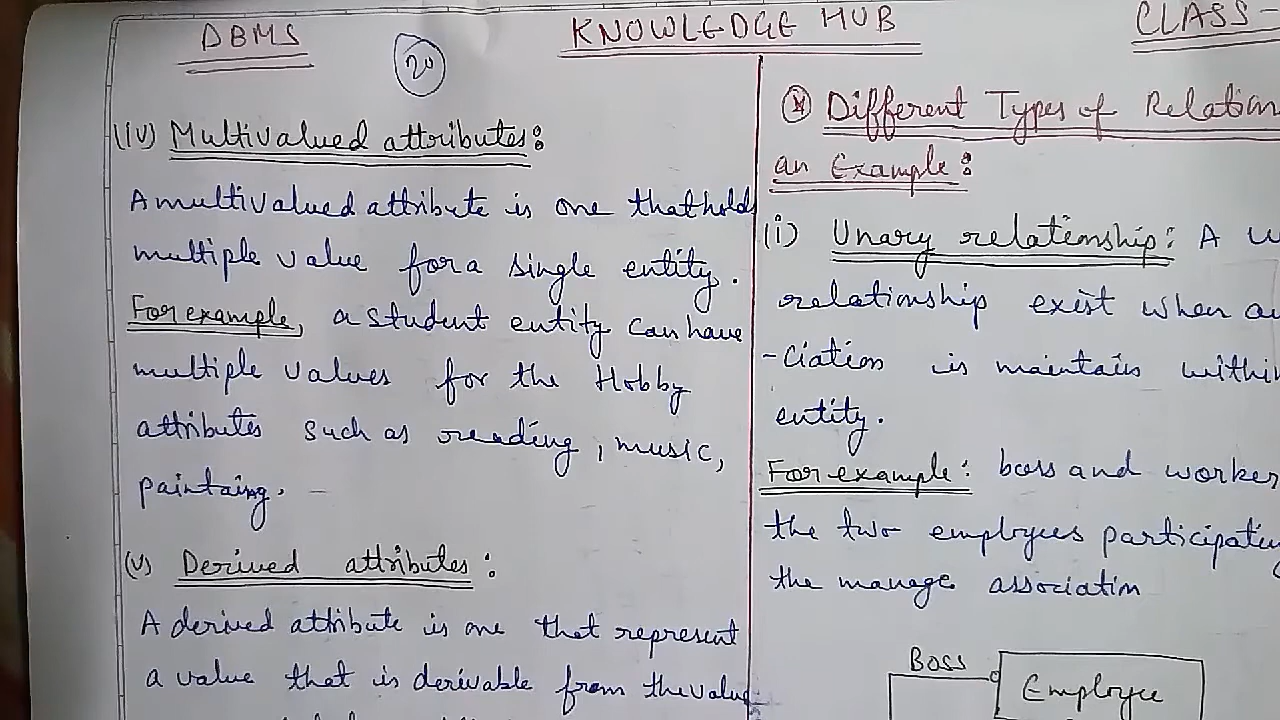 DBMS
20
KNOWLEDGE HUB
CLASS-
(iv) Multivalued attributes:
A multivalued attribute is one that holds
multiple value for a single entity.
For example, a student entity can have
multiple values for the Hobby
attributes such as reading, music,
paintaing.
(v) Derived attributes:
A derived attribute is one that represent
a value that is derivable from the value
Different Types of Relation
an Example:
(i) Unary relationship: A
relationship exist when
-ciation is maintain within
entity.
For example: boss and worker
the two employees participating
the manage association
Boss
Employee